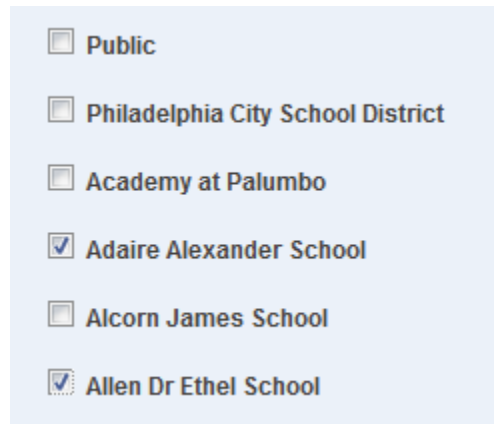 Public
Philadelphia City School District
Academy at Palumbo
Adaire Alexander School
Alcorn James School
Allen Dr Ethel School